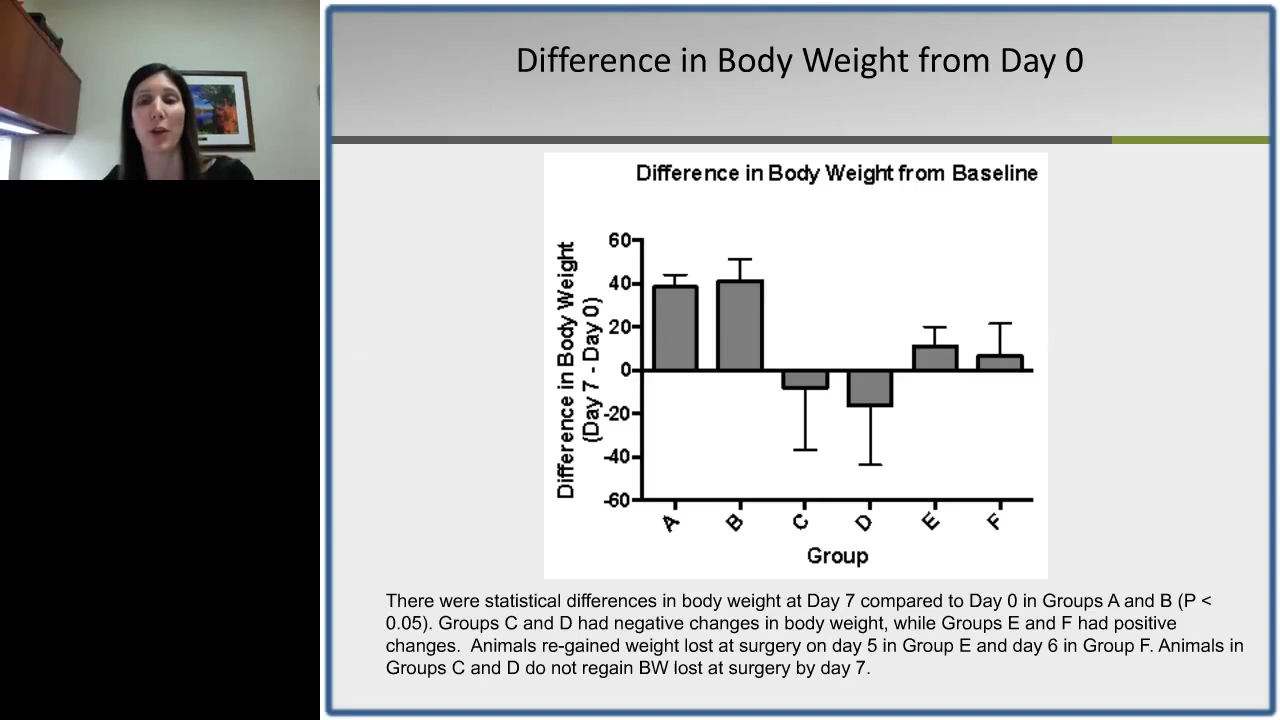 Difference in Body Weight from Day 0
Difference in Body Weight from Baseline
Difference in Body Weight
(Day 7 - Day 0)
60
40
20
0
-20
-40
-60
A
B
C
D
E
F
Group
There were statistical differences in body weight at Day 7 compared to Day 0 in Groups A and B (P <
0.05). Groups C and D had negative changes in body weight, while Groups E and F had positive
changes.  Animals re-gained weight lost at surgery on day 5 in Group E and day 6 in Group F. Animals in
Groups C and D do not regain BW lost at surgery by day 7.